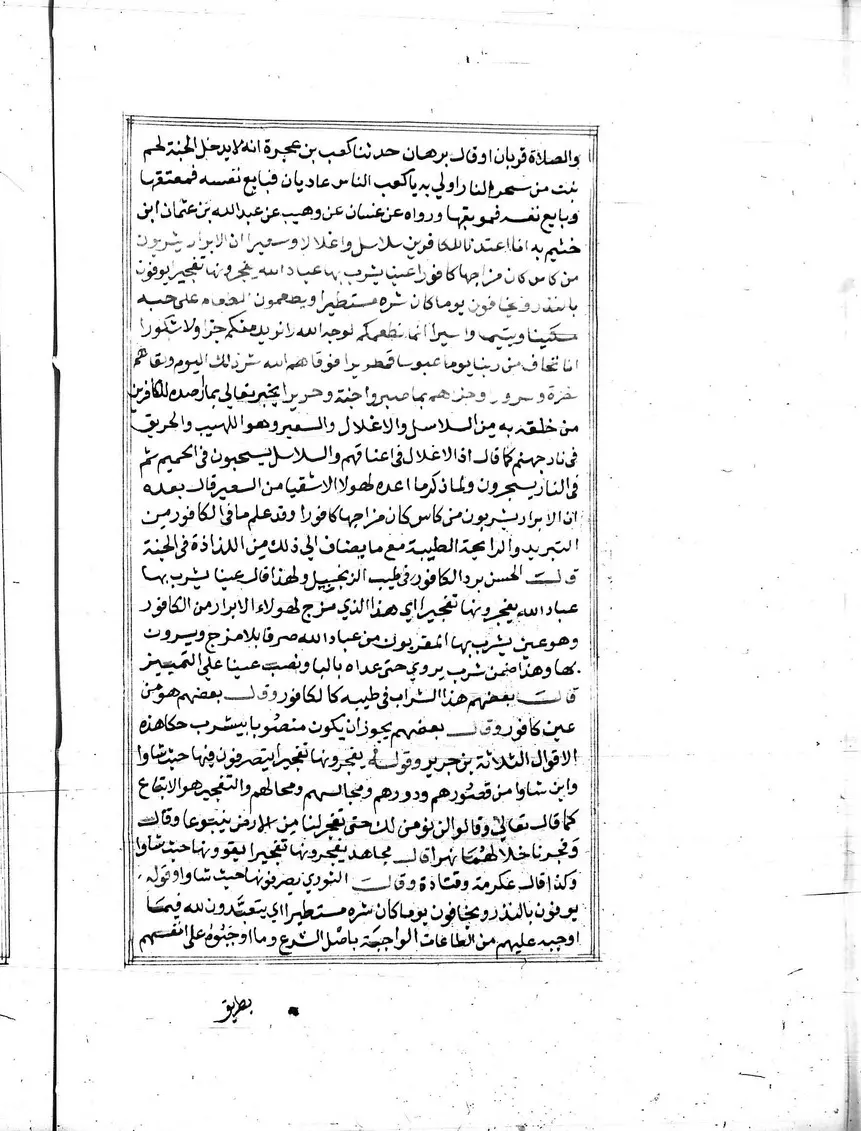 والصلاة قربان اوقال برهان حدثنا كعب بن عجرة انه لا يدخل الجنة لحم
نبت من سحت النار اولي به يا كعب الناس عاديان فبايع نفسه فمعتقها
وبايع نفسه فموبقها ورواه عن غسان عن وهيب عن عبد الله بن عثمان ابن
خثيم به انا اعتدنا للكافرين سلاسل واغلالا وسعيرا ان الابرار يشربون
من كاس كان مزاجها كافورا عينا يشرب بها عباد الله يفجرونها تفجيرا يوفون
بالنذر ويخافون يوما كان شره مستطيرا ويطعمون الطعام على حبه
مسكينا ويتيما واسيرا انما نطعمكم لوجه الله لا نريد منكم جزا ولا شكورا
انا نخاف من ربنا يوما عبوسا قمطريرا فوقاهم الله شر ذلك اليوم ولقاهم
نضرة وسرورا وجزاهم بما صبروا جنة وحريرا يخبر تعالي بما ارصده للكافرين
من خلقه به من السلاسل والاغلال والسعير وهو اللهيب والحريق
في نار جهنم كما قال اذ الاغلال في اعناقهم والسلاسل يسحبون في الحميم ثم
في النار يسجرون ولما ذكر ما اعده لهولا الاشقيا من السعير قال بعده
ان الابرار يشربون من كاس كان مزاجها كافورا وقد علم ما في الكافور من
التبريد والرايحة الطيبة مع ما يضاف الي ذلك من اللذاذة في الجنة
قال الحسن برد الكافور في طيب الزنجبيل ولهذا قال عينا يشرب بها
عباد الله يفجرونها تفجيرا اي هذا الذي مزج لهولاء الابرار من الكافور
وهو عين يشرب بها المقربون من عباد الله صرفا بلا مزج ويروون
بها وهذا ضمن شرب يروي حتى عداه بالبا ونصب عينا على التمييز
قال بعضهم هذا الشراب في طيبه كالكافور وقال بعضهم هو من
عين كافور وقال بعضهم يجوز ان يكون منصوبا بيشرب حكا هذه
الاقوال الثلاثة بن جرير وقوله يفجرونها تفجيرا يتصرفون فيها حيث شاوا
واين شاوا من قصورهم ودورهم ومجالسهم ومحالهم والتفجير هو الانباع
كما قال تعالي وقالوا لن نومن لك حتى تفجر لنا من الارض ينبوعا وقال
وفجرنا خلالهما نهرا قال مجاهد يفجرونها تفجيرا يقودونها حيث شاوا
وكذا قال عكرمة وقتادة وقال الثوري يصرفونها حيث شاوا وقوله
يوفون بالنذر ويخافون يوما كان شره مستطيرا اي يتعبدون لله فيما
اوجبه عليهم من الطاعات الواجبة باصل الشرع وما اوجبوه على انفسهم
بطريق